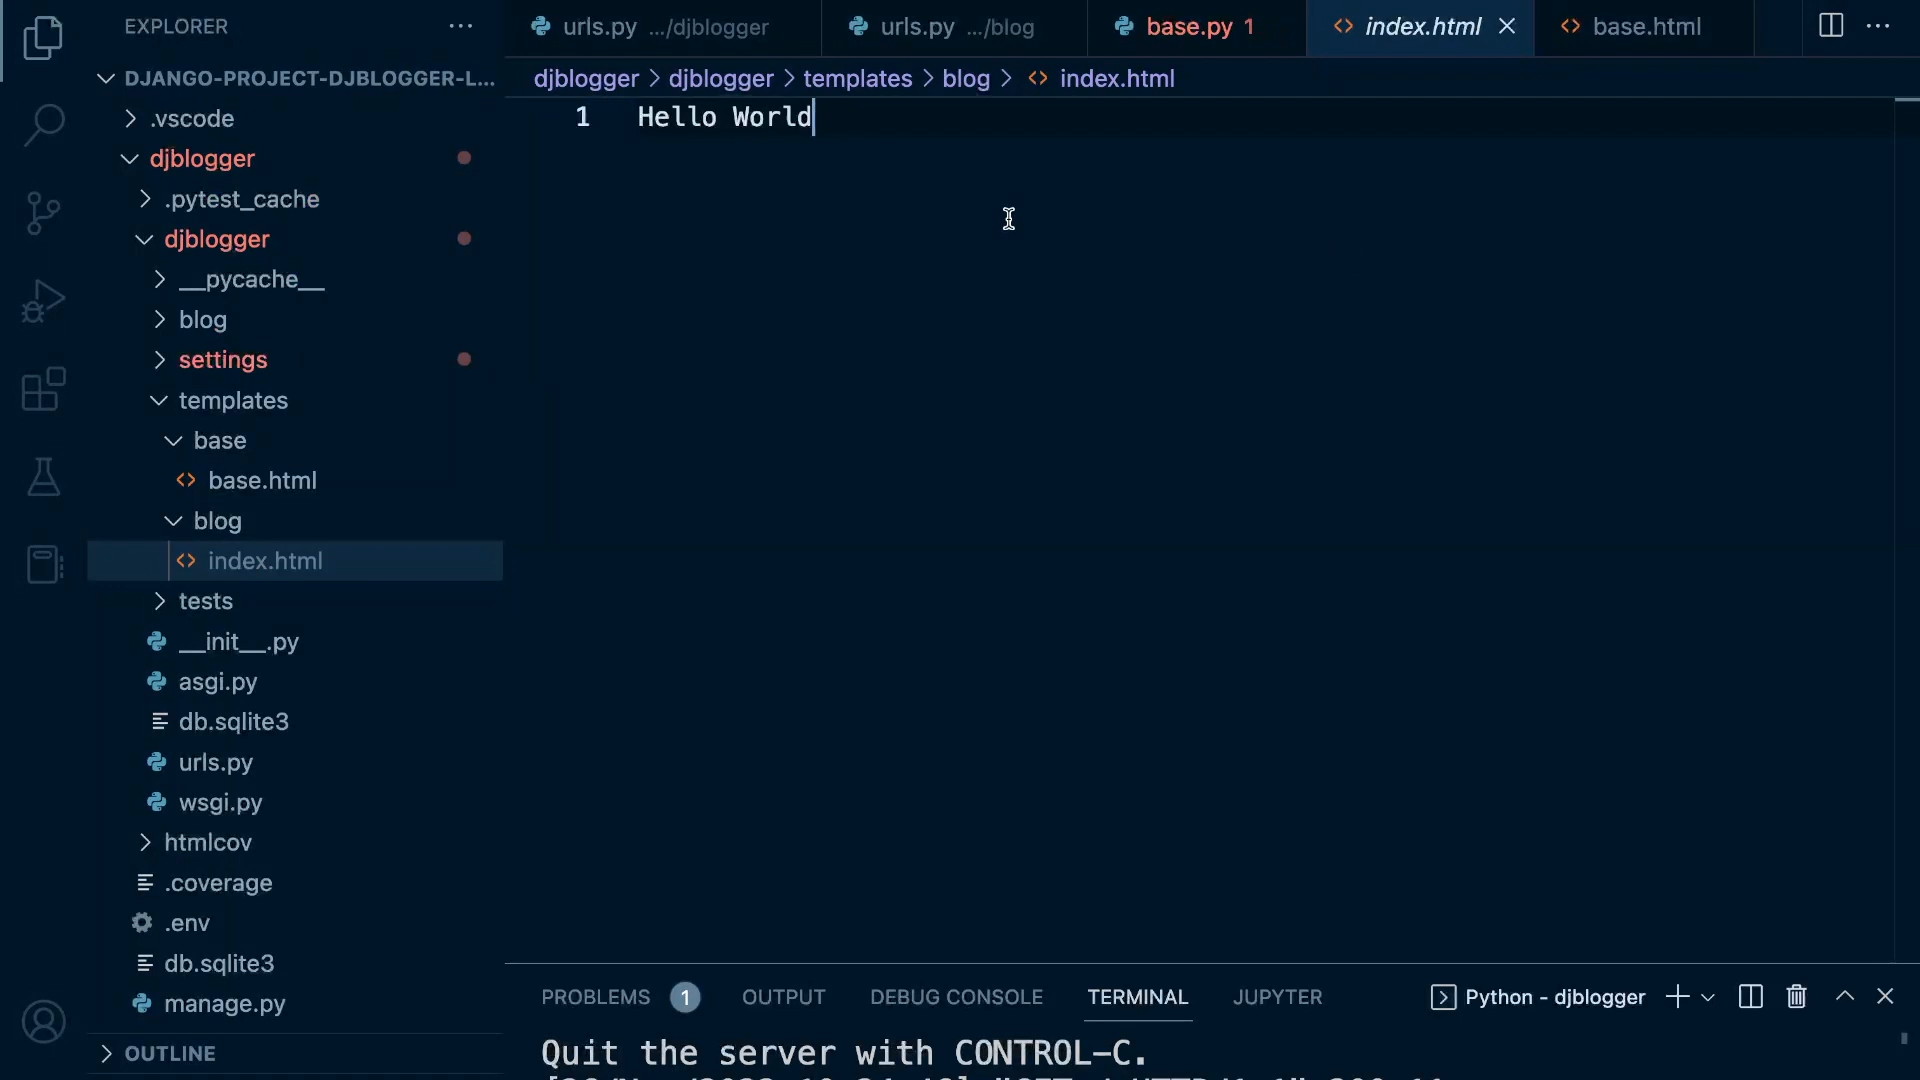 EXPLORER
DJANGO-PROJECT-DJBLOGGER-L...
.vscode
djblogger
.pytest_cache
djblogger
__pycache__
blog
settings
templates
base
base.html
blog
index.html
tests
__init__.py
asgi.py
db.sqlite3
urls.py
wsgi.py
htmlcov
.coverage
.env
db.sqlite3
manage.py
OUTLINE
urls.py .../djblogger
urls.py .../blog
base.py 1
index.html
base.html
djblogger > djblogger > templates > blog > index.html
1 Hello World
PROBLEMS 1 OUTPUT DEBUG CONSOLE TERMINAL JUPYTER Python - djblogger
Quit the server with CONTROL-C.